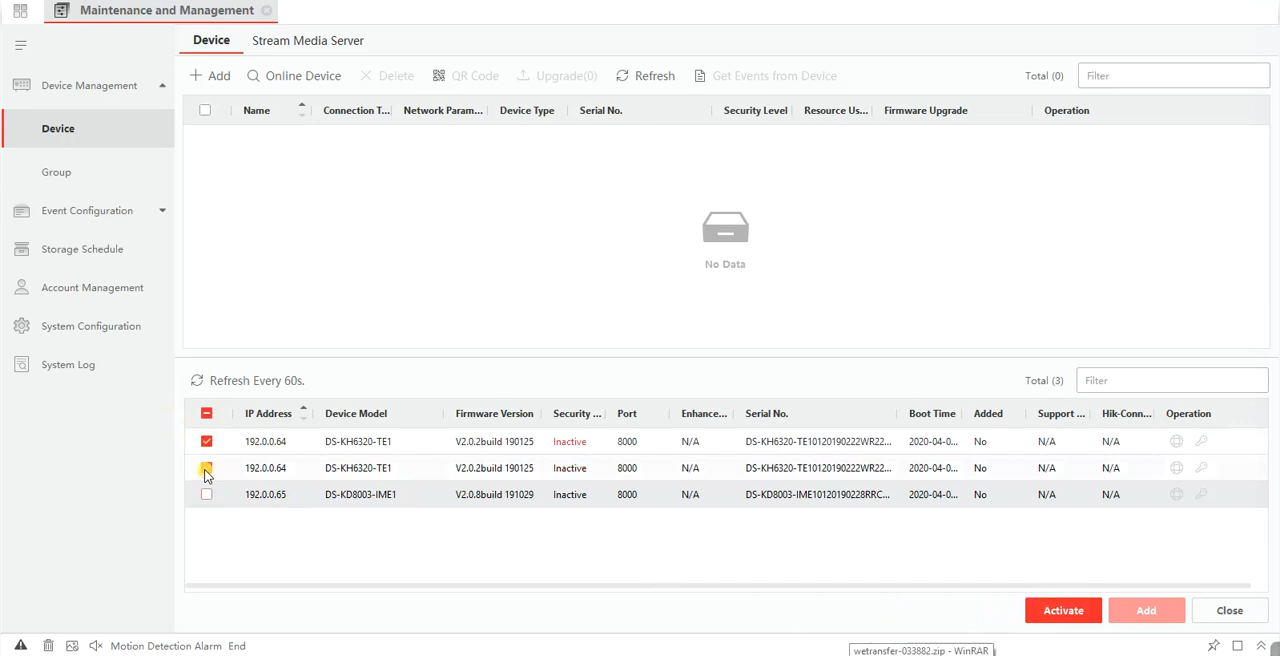 Maintenance and Management
Device Stream Media Server
Device Management
Device
Group
Event Configuration
Storage Schedule
Account Management
System Configuration
System Log
Add Online Device Delete QR Code Upgrade(0) Refresh Get Events from Device Total (0) Filter
Name Connection T... Network Param... Device Type Serial No. Security Level Resource Us... Firmware Upgrade Operation
No Data
Refresh Every 60s. Total (3) Filter
IP Address Device Model Firmware Version Security ... Port Enhance... Serial No. Boot Time Added Support ... Hik-Conn... Operation
192.0.0.64 DS-KH6320-TE1 V2.0.2build 190125 Inactive 8000 N/A DS-KH6320-TE10120190222WR22... 2020-04-0... No N/A N/A
192.0.0.64 DS-KH6320-TE1 V2.0.2build 190125 Inactive 8000 N/A DS-KH6320-TE10120190222WR22... 2020-04-0... No N/A N/A
192.0.0.65 DS-KD8003-IME1 V2.0.8build 191029 Inactive 8000 N/A DS-KD8003-IME10120190228RRC... 2020-04-0... No N/A N/A
Activate Add Close
Motion Detection Alarm End
wetransfer-033882.zip - WinRAR